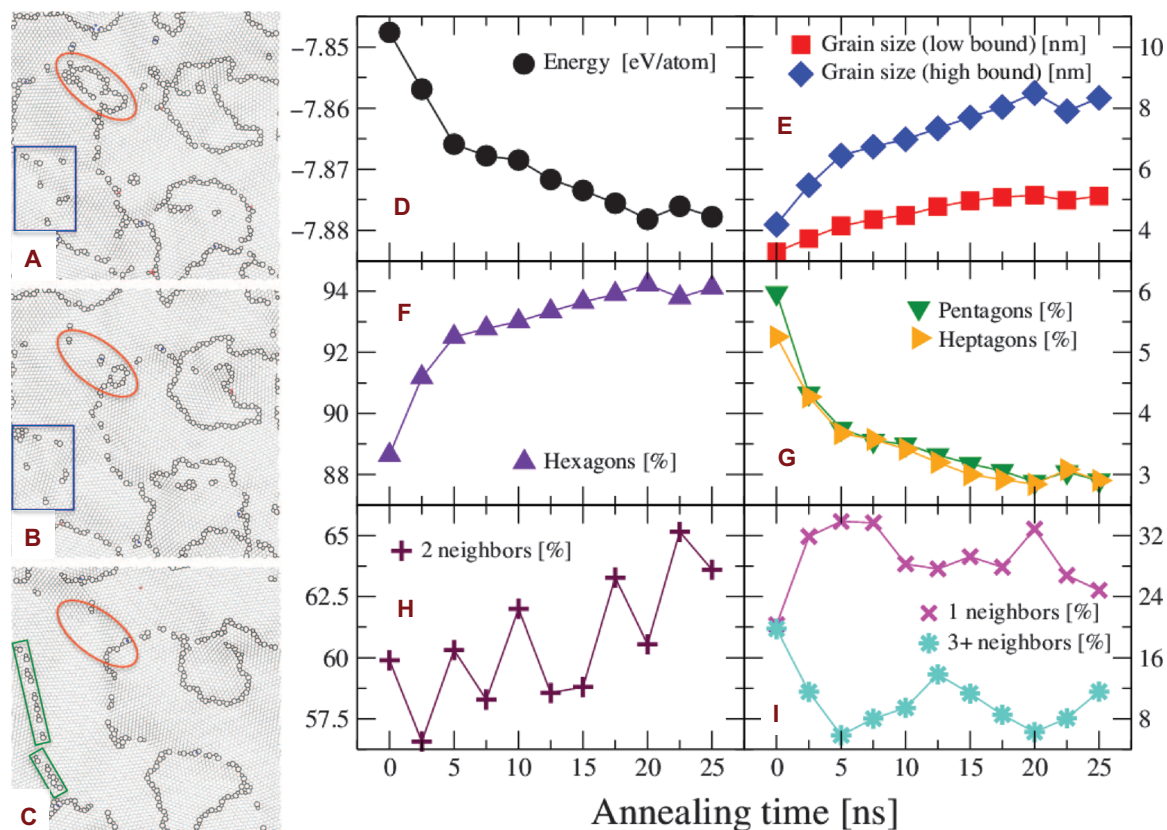 A
B
C
−7.85
−7.86
−7.87
−7.88
Energy [eV/atom]
D
Grain size (low bound) [nm]
Grain size (high bound) [nm]
E
10
8
6
4
94
92
90
88
F
Hexagons [%]
Pentagons [%]
Heptagons [%]
G
6
5
4
3
65
62.5
60
57.5
2 neighbors [%]
H
1 neighbors [%]
3+ neighbors [%]
I
32
24
16
8
0 5 10 15 20 25
0 5 10 15 20 25
Annealing time [ns]